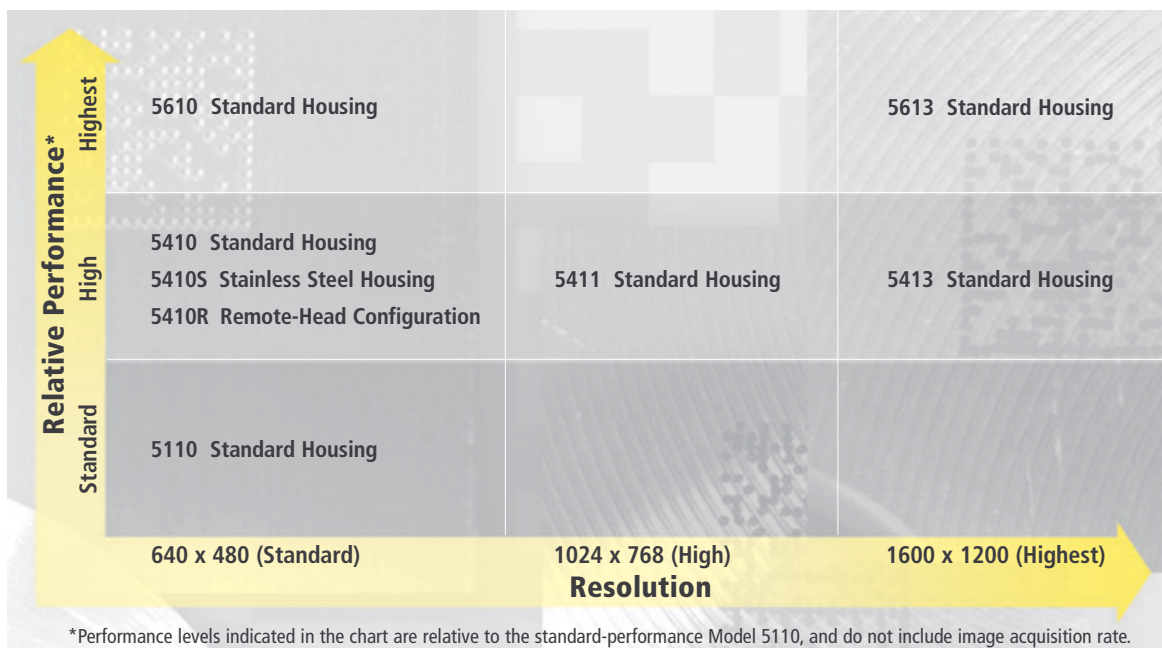 Relative Performance*
Highest
5610 Standard Housing
5613 Standard Housing
High
5410 Standard Housing
5410S Stainless Steel Housing
5410R Remote-Head Configuration
5411 Standard Housing
5413 Standard Housing
Standard
5110 Standard Housing
640 x 480 (Standard)
1024 x 768 (High)
1600 x 1200 (Highest)
Resolution
*Performance levels indicated in the chart are relative to the standard-performance Model 5110, and do not include image acquisition rate.